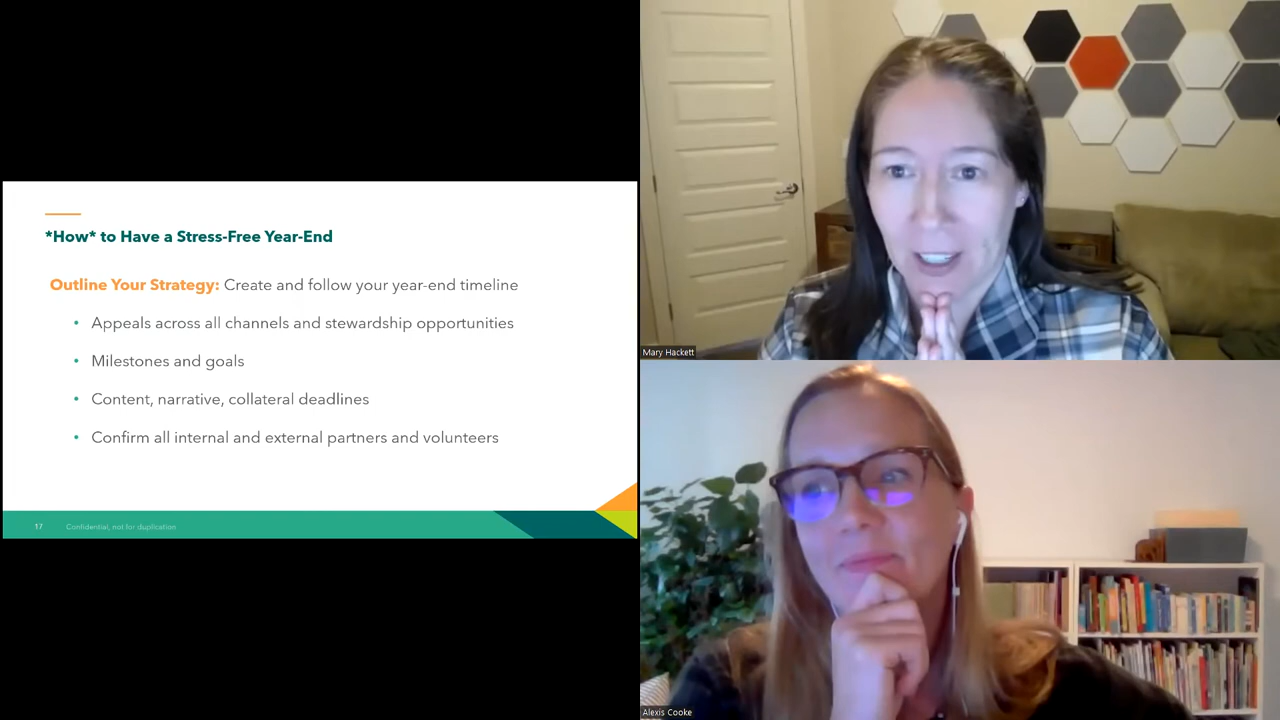 *How* to Have a Stress-Free Year-End
Outline Your Strategy: Create and follow your year-end timeline
• Appeals across all channels and stewardship opportunities
• Milestones and goals
• Content, narrative, collateral deadlines
• Confirm all internal and external partners and volunteers
17 Confidential, not for duplication
Mary Hackett
Alexis Cooke